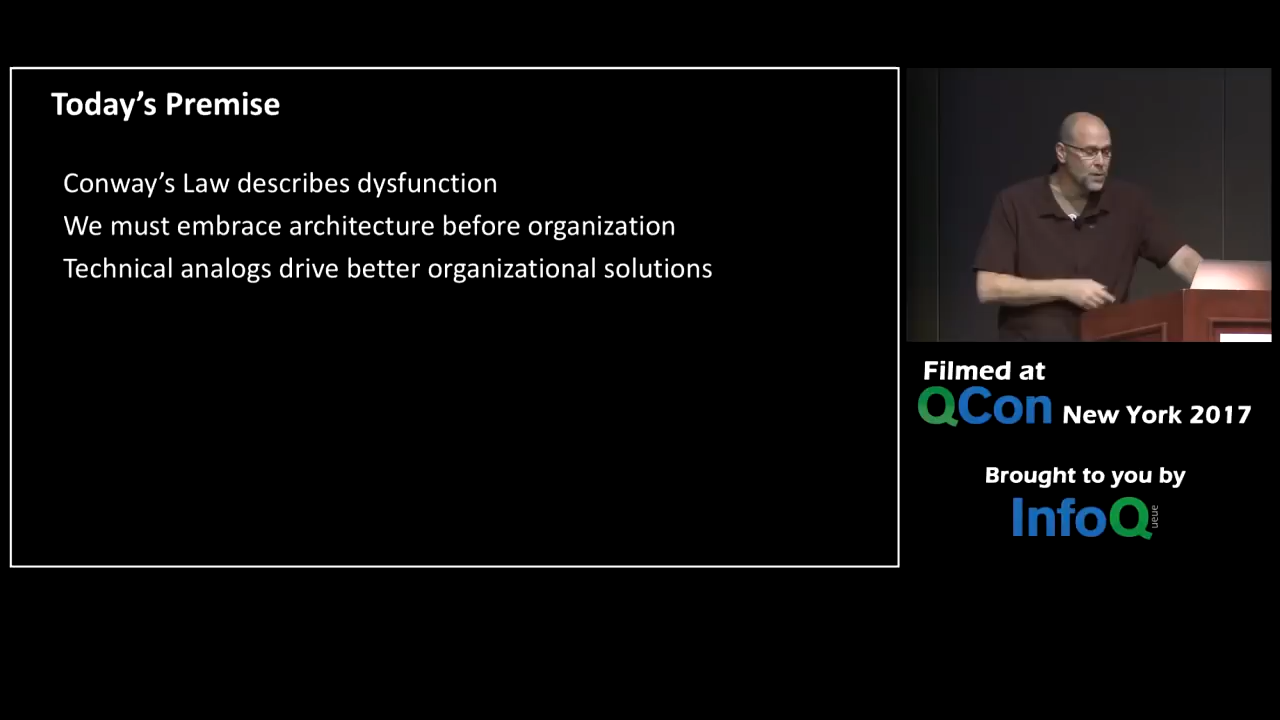 Today's Premise
Conway's Law describes dysfunction
We must embrace architecture before organization
Technical analogs drive better organizational solutions
Filmed at
QCon New York 2017
Brought to you by
InfoQ
ueue